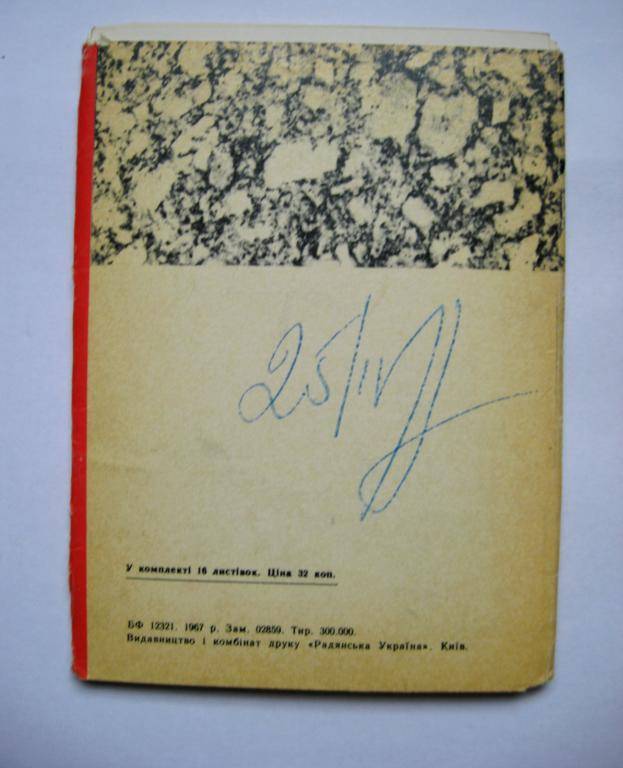 25/IV
У комплекті 16 листівок. Ціна 32 коп.
БФ 12321. 1967 р. Зам. 02859. Тир. 300.000.
Видавництво і комбінат друку «Радянська Україна». Київ.